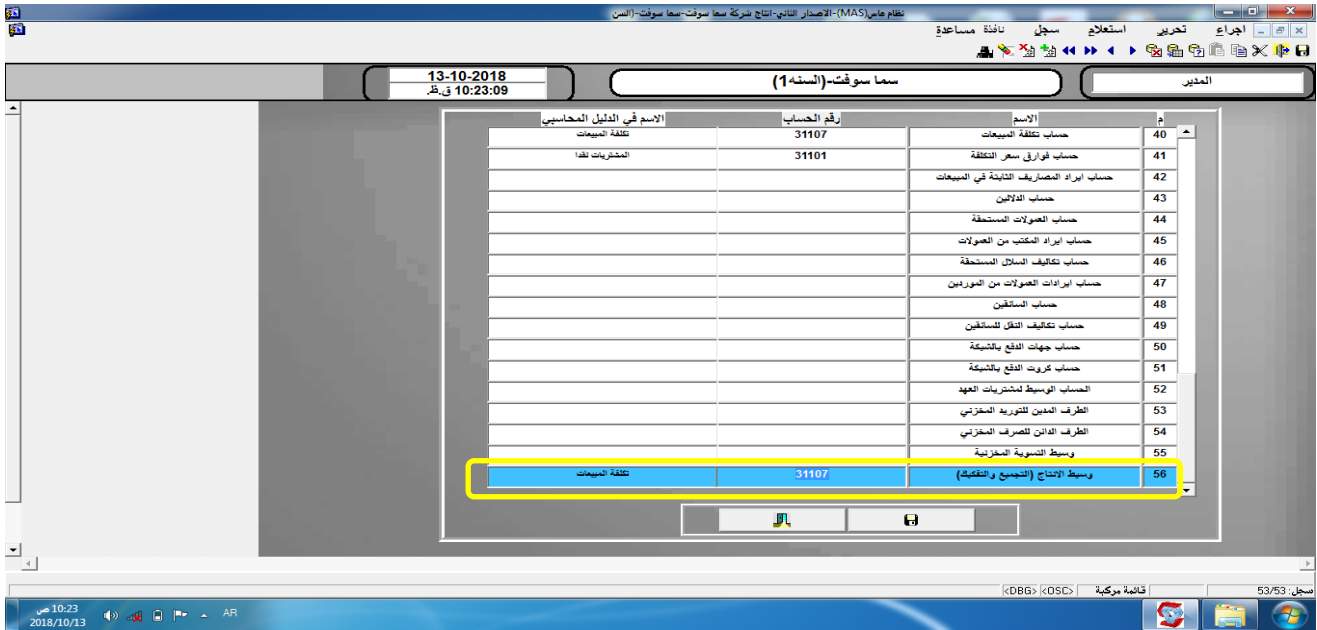 نظام ماس(MAS)-الاصدار الثاني-انتاج شركة سما سوفت-سما سوفت-(السن
اجراء تحرير استعلام سجل نافذة مساعدة
المدير
سما سوفت-(السنه1)
13-10-2018
10:23:09 ق.ظ.
م الاسم رقم الحساب الاسم في الدليل المحاسبي
40 حساب تكلفة المبيعات 31107 تكلفة المبيعات
41 حساب فوارق سعر التكلفة 31101 المشتريات نقدا
42 حساب ايراد المصاريف الثابتة في المبيعات
43 حساب الدلالين
44 حساب العمولات المستحقة
45 حساب ايراد المكتب من العمولات
46 حساب تكاليف السلال المستحقة
47 حساب ايرادات العمولات من الموردين
48 حساب السائقين
49 حساب تكاليف النقل للسائقين
50 حساب جهات الدفع بالشبكة
51 حساب كروت الدفع بالشبكة
52 الحساب الوسيط لمشتريات العهد
53 الطرف المدين للتوريد المخزني
54 الطرف الدائن للصرف المخزني
55 وسيط التسوية المخزنية
56 وسيط الانتاج (التجميع والتفكيك) 31107 تكلفة المبيعات
سجل: 53/53 قائمة مركبة <OSC> <DBG>
AR
10:23 ص
2018/10/13